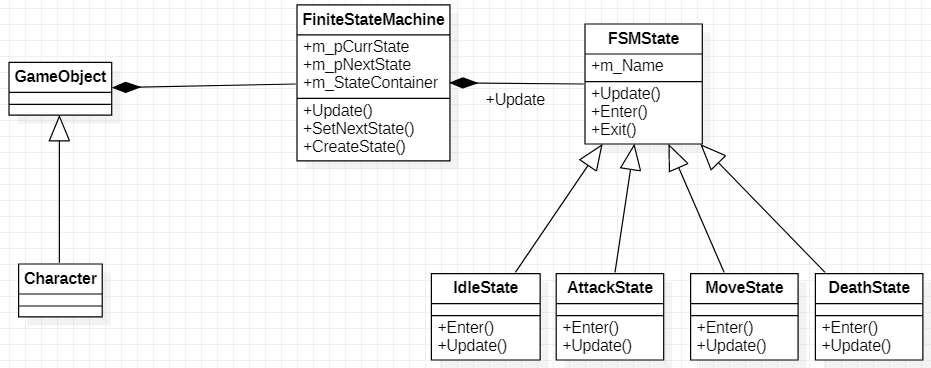 GameObject
Character
FiniteStateMachine
+m_pCurrState
+m_pNextState
+m_StateContainer
+Update()
+SetNextState()
+CreateState()
+Update
FSMState
+m_Name
+Update()
+Enter()
+Exit()
IdleState
+Enter()
+Update()
AttackState
+Enter()
+Update()
MoveState
+Enter()
+Update()
DeathState
+Enter()
+Update()